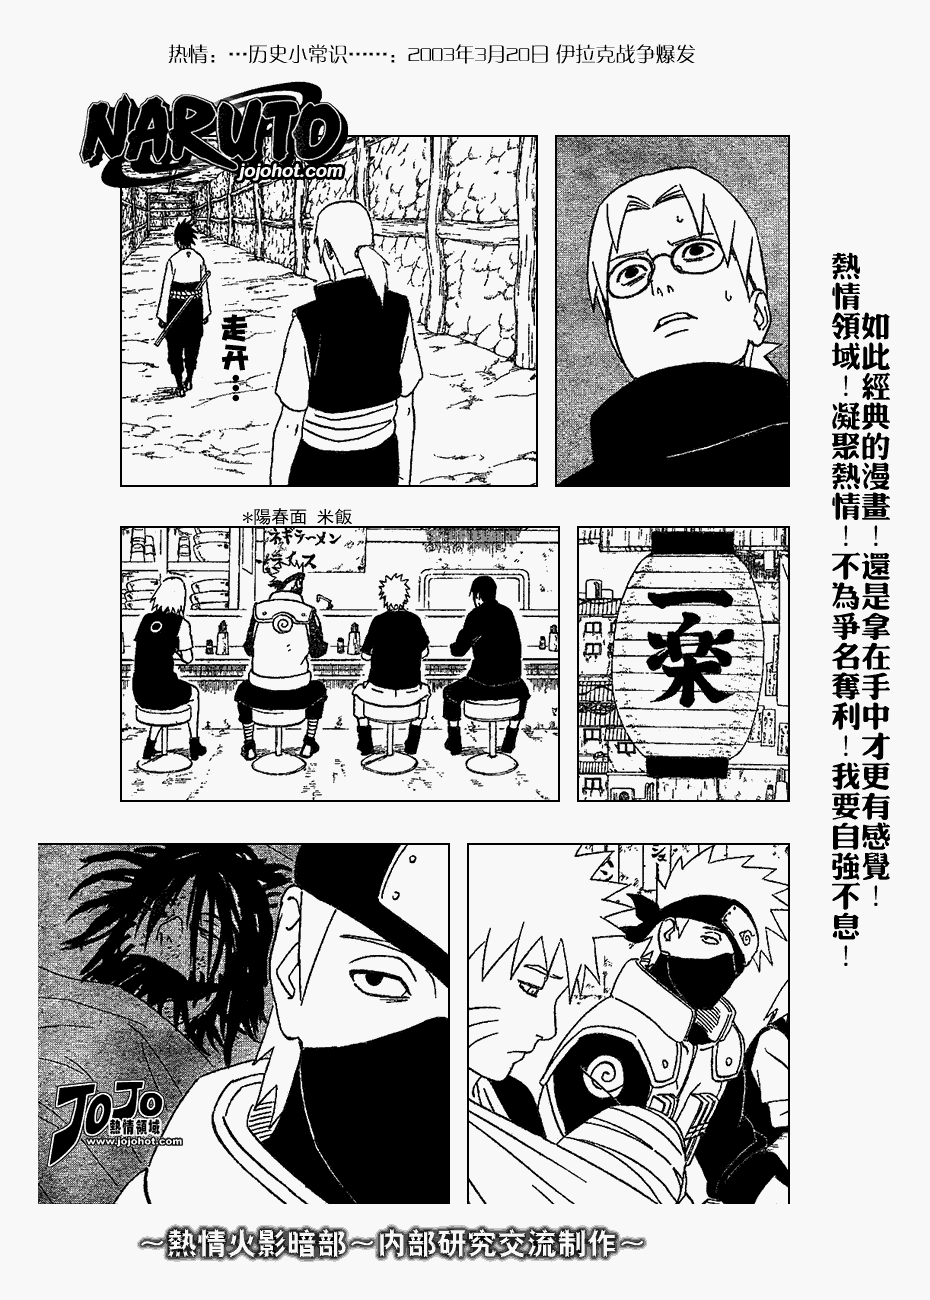 热情：…历史小常识……：2003年3月20日 伊拉克战争爆发
NARUTO
jojohot.com
走开…
如此經典的漫畫！還是拿在手中才更有感覺！
熱情領域！凝聚熱情！不為爭名奪利！我要自強不息！
*陽春面 米飯
ネギラーメン
ライス
一楽
JOJO
熱情領域
www.jojohot.com
～熱情火影暗部～内部研究交流制作～